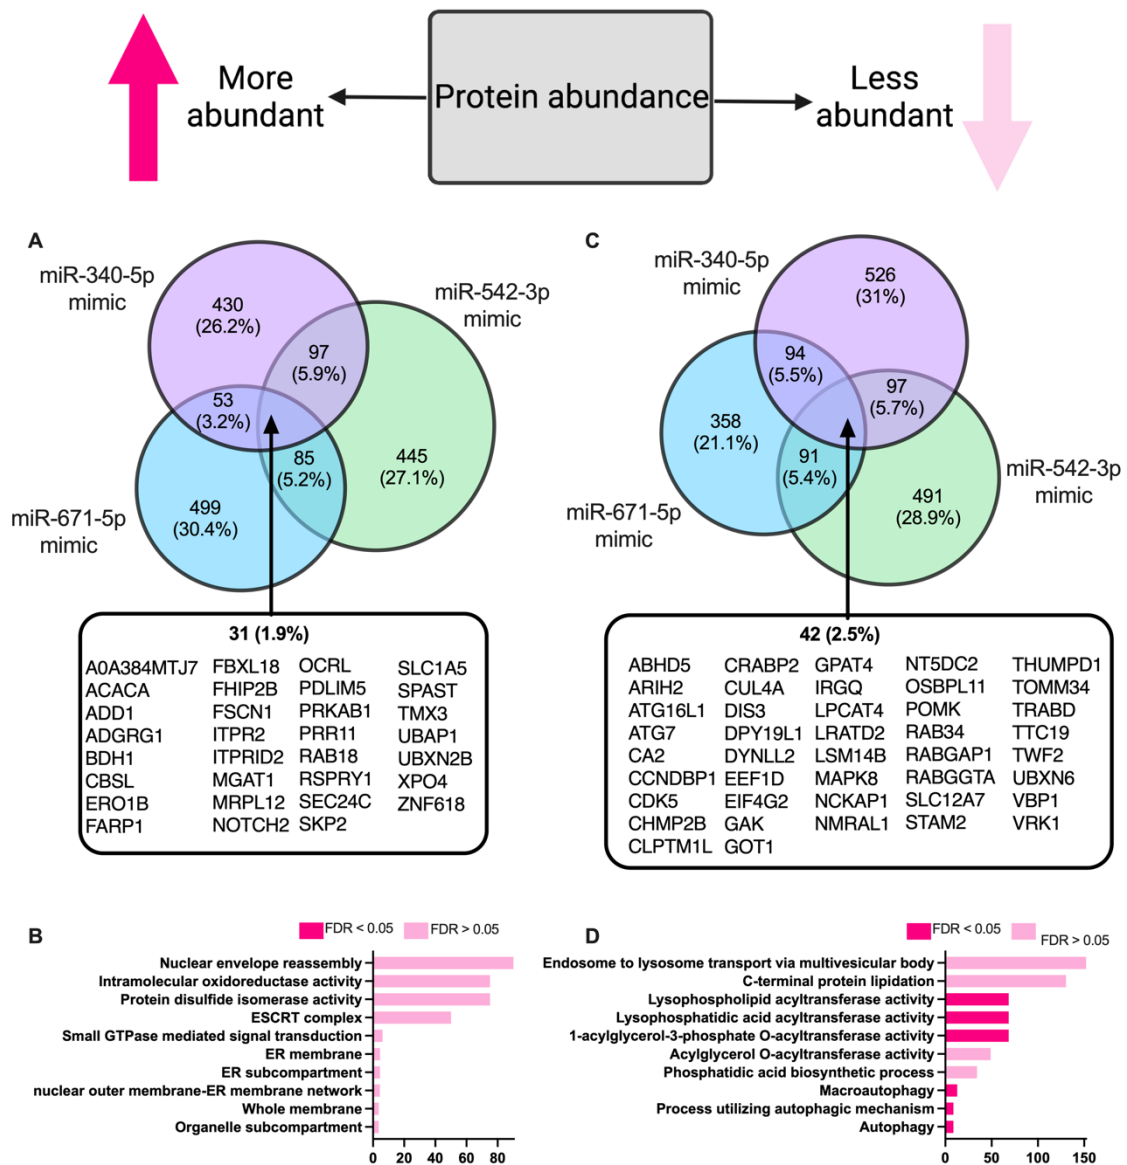 More
abundant
Protein abundance
Less
abundant
A
miR-340-5p
mimic
miR-542-3p
mimic
430
(26.2%)
97
(5.9%)
53
(3.2%)
85
(5.2%)
445
(27.1%)
499
(30.4%)
miR-671-5p
mimic
31 (1.9%)
A0A384MTJ7
ACACA
ADD1
ADGRG1
BDH1
CBSL
ERO1B
FARP1
FBXL18
FHIP2B
FSCN1
ITPR2
ITPRID2
MGAT1
MRPL12
NOTCH2
OCRL
PDLIM5
PRKAB1
PRR11
RAB18
RSPRY1
SEC24C
SKP2
SLC1A5
SPAST
TMX3
UBAP1
UBXN2B
XPO4
ZNF618
C
miR-340-5p
mimic
526
(31%)
94
(5.5%)
97
(5.7%)
358
(21.1%)
91
(5.4%)
491
(28.9%)
miR-542-3p
mimic
miR-671-5p
mimic
42 (2.5%)
ABHD5
ARIH2
ATG16L1
ATG7
CA2
CCNDBP1
CDK5
CHMP2B
CLPTM1L
CRABP2
CUL4A
DIS3
DPY19L1
DYNLL2
EEF1D
EIF4G2
GAK
GOT1
GPAT4
IRGQ
LPCAT4
LRATD2
LSM14B
MAPK8
NCKAP1
NMRAL1
NT5DC2
OSBPL11
POMK
RAB34
RABGAP1
RABGGTA
SLC12A7
STAM2
THUMPD1
TOMM34
TRABD
TTC19
TWF2
UBXN6
VBP1
VRK1
B
FDR < 0.05
FDR > 0.05
Nuclear envelope reassembly
Intramolecular oxidoreductase activity
Protein disulfide isomerase activity
ESCRT complex
Small GTPase mediated signal transduction
ER membrane
ER subcompartment
nuclear outer membrane-ER membrane network
Whole membrane
Organelle subcompartment
0 20 40 60 80
D
FDR < 0.05
FDR > 0.05
Endosome to lysosome transport via multivesicular body
C-terminal protein lipidation
Lysophospholipid acyltransferase activity
Lysophosphatidic acid acyltransferase activity
1-acylglycerol-3-phosphate O-acyltransferase activity
Acylglycerol O-acyltransferase activity
Phosphatidic acid biosynthetic process
Macroautophagy
Process utilizing autophagic mechanism
Autophagy
0 50 100 150